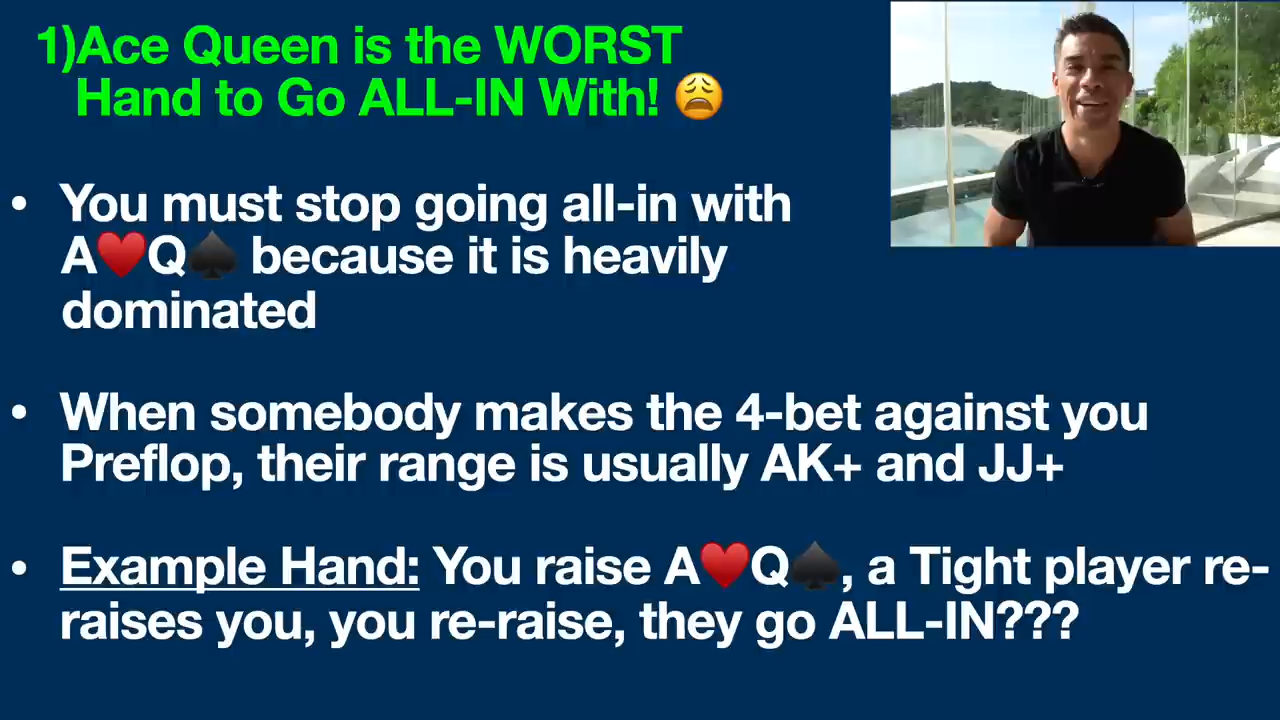 1)Ace Queen is the WORST
Hand to Go ALL-IN With! 😩
• You must stop going all-in with
A♥️Q♠️ because it is heavily
dominated
• When somebody makes the 4-bet against you
Preflop, their range is usually AK+ and JJ+
• Example Hand: You raise A♥️Q♠️, a Tight player re-
raises you, you re-raise, they go ALL-IN???